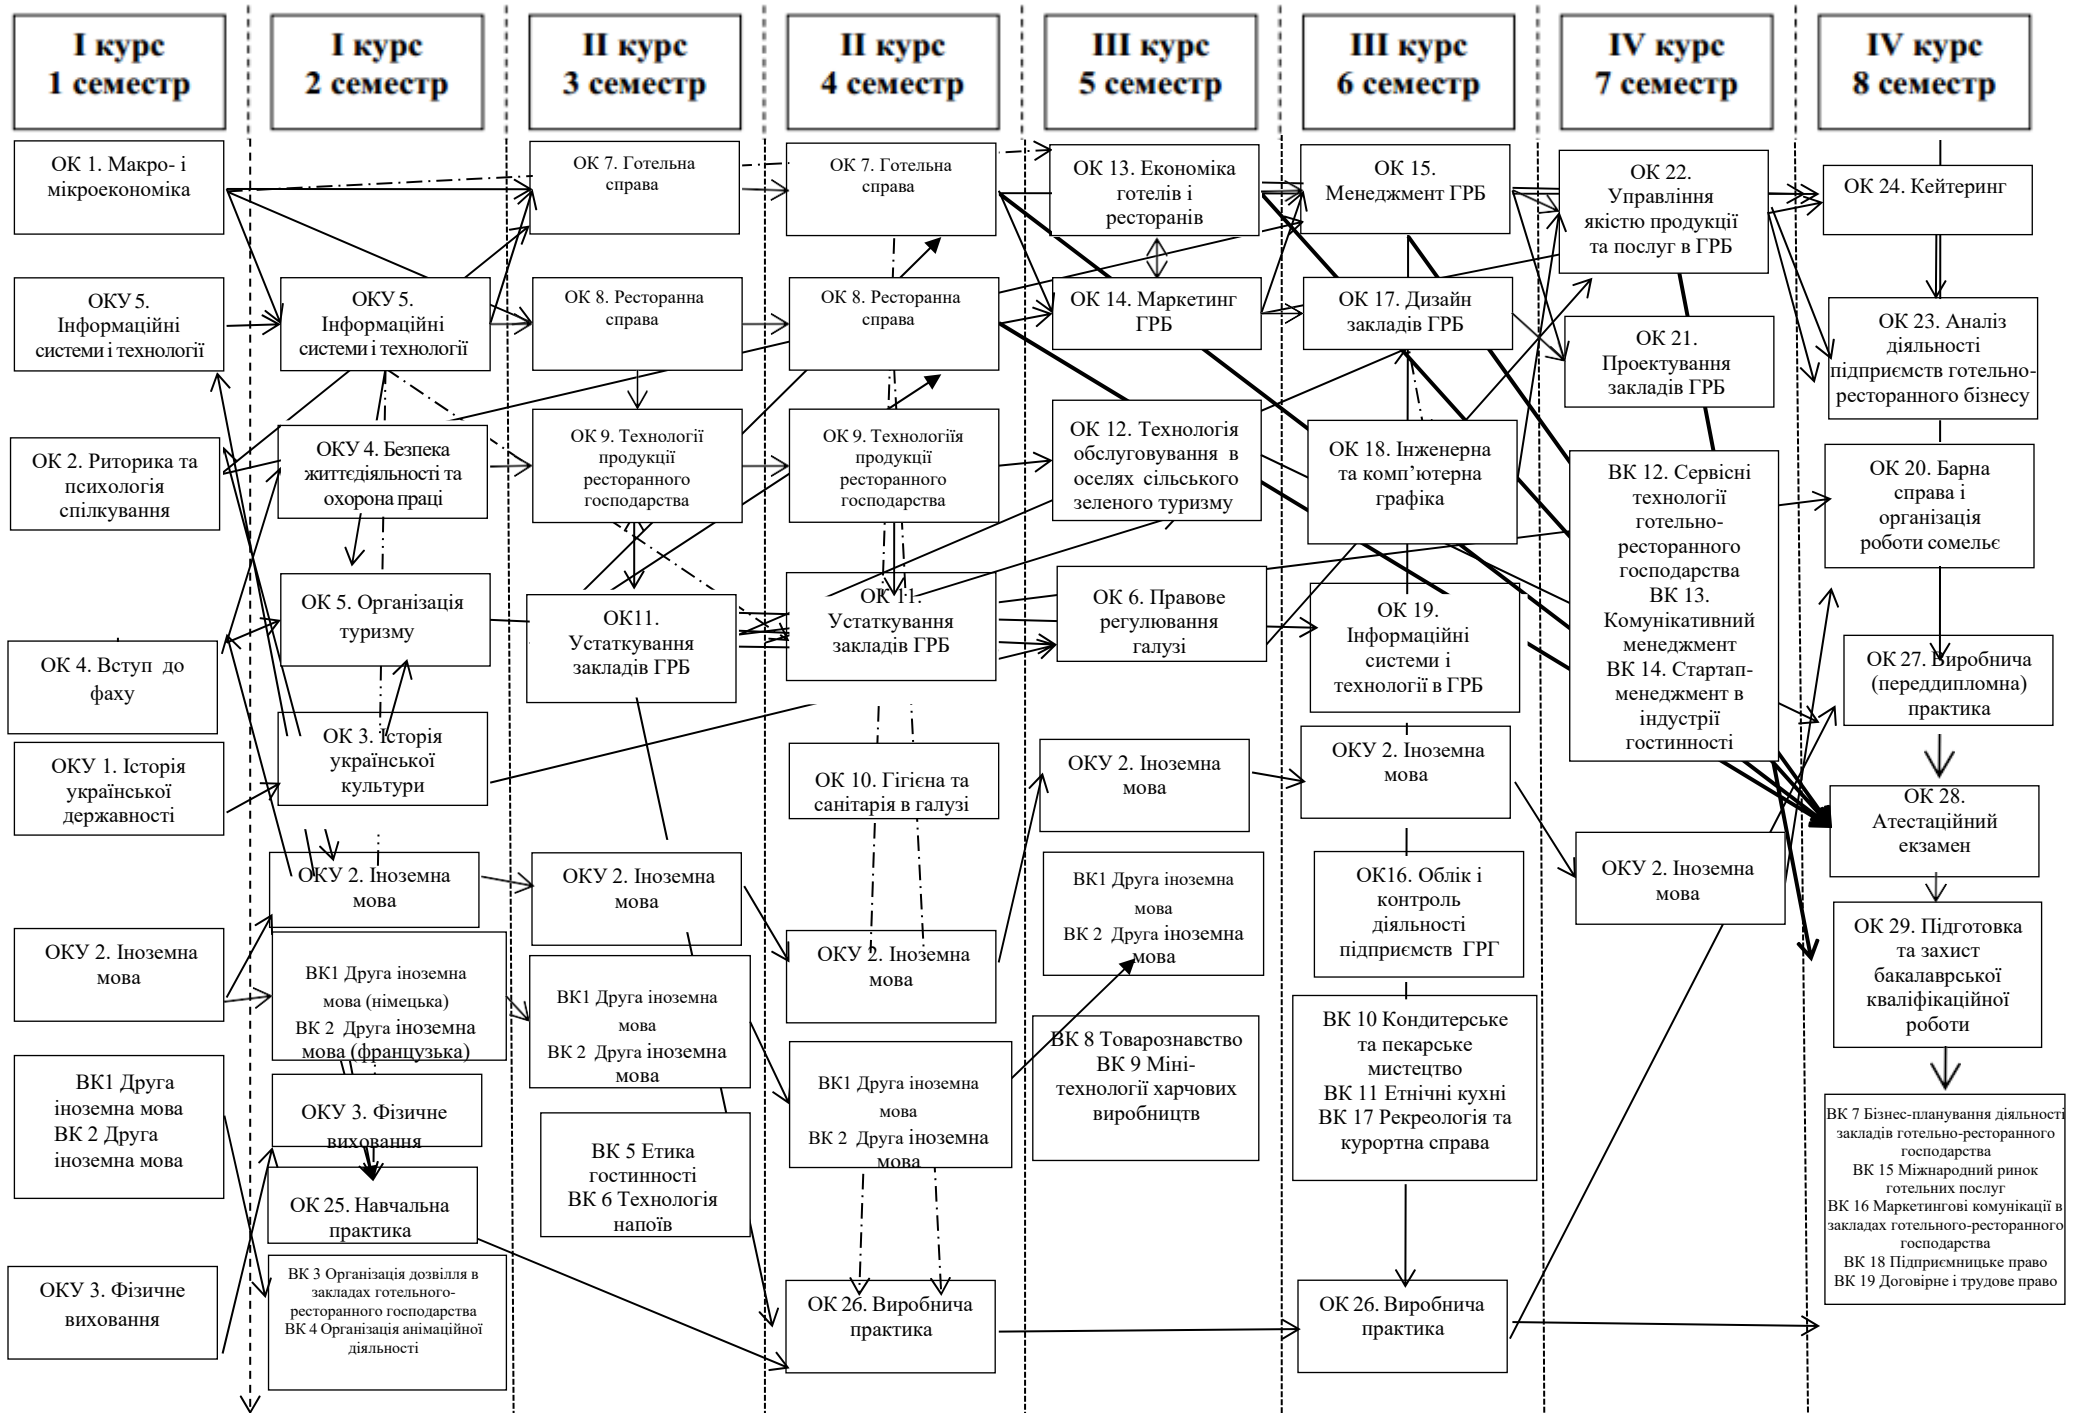 I курс
1 семестр
I курс
2 семестр
II курс
3 семестр
II курс
4 семестр
III курс
5 семестр
III курс
6 семестр
IV курс
7 семестр
IV курс
8 семестр
ОК 1. Макро- і
мікроекономіка
ОКУ 5.
Інформаційні
системи і технології
ОК 2. Риторика та
психологія
спілкування
ОК 4. Вступ до
фаху
ОКУ 1. Історія
української
державності
ОКУ 2. Іноземна
мова
ВК1 Друга
іноземна мова
ВК 2 Друга
іноземна мова
ОКУ 3. Фізичне
виховання
ОКУ 5.
Інформаційні
системи і технології
ОКУ 4. Безпека
життєдіяльності та
охорона праці
ОК 5. Організація
туризму
ОК 3. Історія
української
культури
ОКУ 2. Іноземна
мова
ВК1 Друга іноземна
мова (німецька)
ВК 2 Друга іноземна
мова (французька)
ОКУ 3. Фізичне
виховання
ОК 25. Навчальна
практика
ВК 3 Організація дозвілля в
закладах готельного-
ресторанного господарства
ВК 4 Організація анімаційної
діяльності
ОК 7. Готельна
справа
ОК 8. Ресторанна
справа
ОК 9. Технології
продукції
ресторанного
господарства
ОК11.
Устаткування
закладів ГРБ
ОКУ 2. Іноземна
мова
ВК1 Друга іноземна
мова
ВК 2 Друга іноземна
мова
ВК 5 Етика
гостинності
ВК 6 Технологія
напоїв
ОК 7. Готельна
справа
ОК 8. Ресторанна
справа
ОК 9. Технологіїя
продукції
ресторанного
господарства
ОК 11.
Устаткування
закладів ГРБ
ОК 10. Гігієна та
санітарія в галузі
ОКУ 2. Іноземна
мова
ВК1 Друга іноземна
мова
ВК 2 Друга іноземна
мова
ОК 26. Виробнича
практика
ОК 13. Економіка
готелів і
ресторанів
ОК 14. Маркетинг
ГРБ
ОК 12. Технологія
обслуговування в
оселях сільського
зеленого туризму
ОК 6. Правове
регулювання
галузі
ОКУ 2. Іноземна
мова
ВК1 Друга іноземна
мова
ВК 2 Друга іноземна
мова
ВК 8 Товарознавство
ВК 9 Міні-
технології харчових
виробництв
ОК 15.
Менеджмент ГРБ
ОК 17. Дизайн
закладів ГРБ
ОК 18. Інженерна
та комп’ютерна
графіка
ОК 19.
Інформаційні
системи і
технології в ГРБ
ОКУ 2. Іноземна
мова
ОК16. Облік і
контроль
діяльності
підприємств ГРГ
ВК 10 Кондитерське
та пекарське
мистецтво
ВК 11 Етнічні кухні
ВК 17 Рекреологія та
курортна справа
ОК 26. Виробнича
практика
ОК 22.
Управління
якістю продукції
та послуг в ГРБ
ОК 21.
Проектування
закладів ГРБ
ВК 12. Сервісні
технології
готельно-
ресторанного
господарства
ВК 13.
Комунікативний
менеджмент
ВК 14. Стартап-
менеджмент в
індустрії
гостинності
ОКУ 2. Іноземна
мова
ОК 24. Кейтеринг
ОК 23. Аналіз
діяльності
підприємств готельно-
ресторанного бізнесу
ОК 20. Барна
справа і
організація
роботи сомельє
ОК 27. Виробнича
(переддипломна)
практика
ОК 28.
Атестаційний
екзамен
ОК 29. Підготовка
та захист
бакалаврської
кваліфікаційної
роботи
ВК 7 Бізнес-планування діяльності
закладів готельно-ресторанного
господарства
ВК 15 Міжнародний ринок
готельних послуг
ВК 16 Маркетингові комунікації в
закладах готельного-ресторанного
господарства
ВК 18 Підприємницьке право
ВК 19 Договірне і трудове право